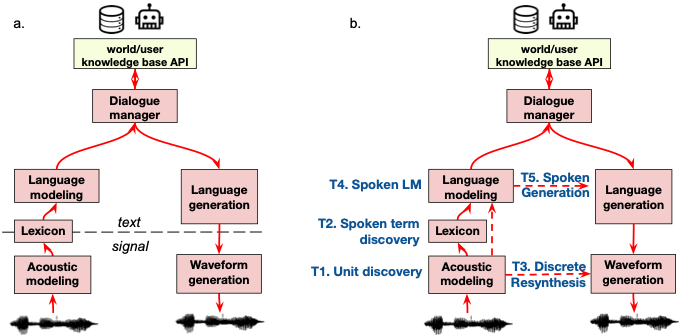 a.
world/user
knowledge base API
Dialogue
manager
Language
modeling
Language
generation
Lexicon
text
signal
Acoustic
modeling
Waveform
generation
b.
world/user
knowledge base API
Dialogue
manager
T4. Spoken LM
Language
modeling
T5. Spoken
Generation
Language
generation
T2. Spoken term
discovery
Lexicon
T1. Unit discovery
Acoustic
modeling
T3. Discrete
Resynthesis
Waveform
generation